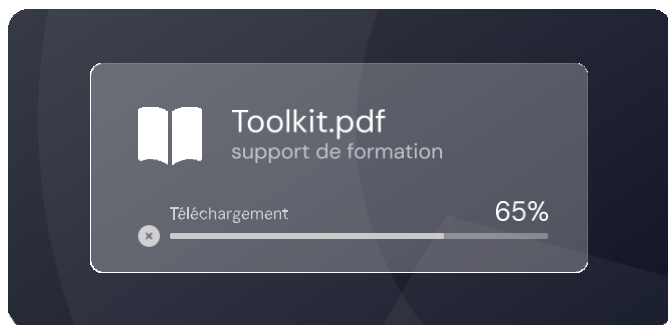 Toolkit.pdf
support de formation
Téléchargement
65%